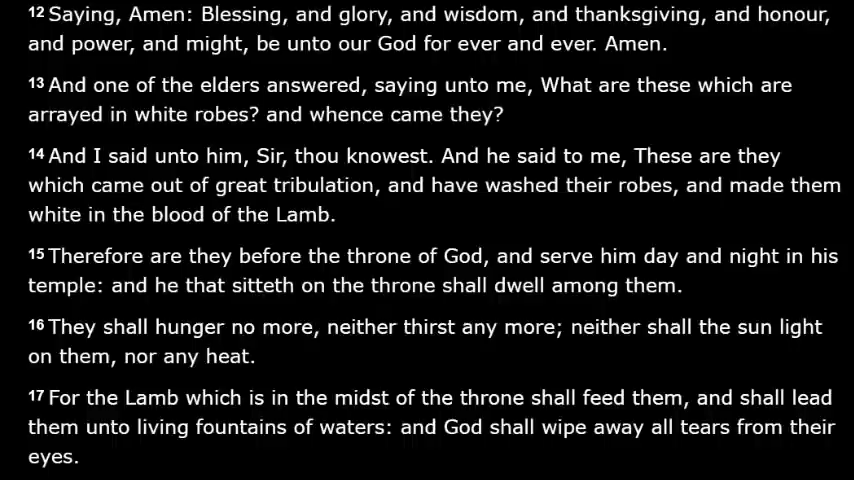 12 Saying, Amen: Blessing, and glory, and wisdom, and thanksgiving, and honour,
and power, and might, be unto our God for ever and ever. Amen.
13 And one of the elders answered, saying unto me, What are these which are
arrayed in white robes? and whence came they?
14 And I said unto him, Sir, thou knowest. And he said to me, These are they
which came out of great tribulation, and have washed their robes, and made them
white in the blood of the Lamb.
15 Therefore are they before the throne of God, and serve him day and night in his
temple: and he that sitteth on the throne shall dwell among them.
16 They shall hunger no more, neither thirst any more; neither shall the sun light
on them, nor any heat.
17 For the Lamb which is in the midst of the throne shall feed them, and shall lead
them unto living fountains of waters: and God shall wipe away all tears from their
eyes.